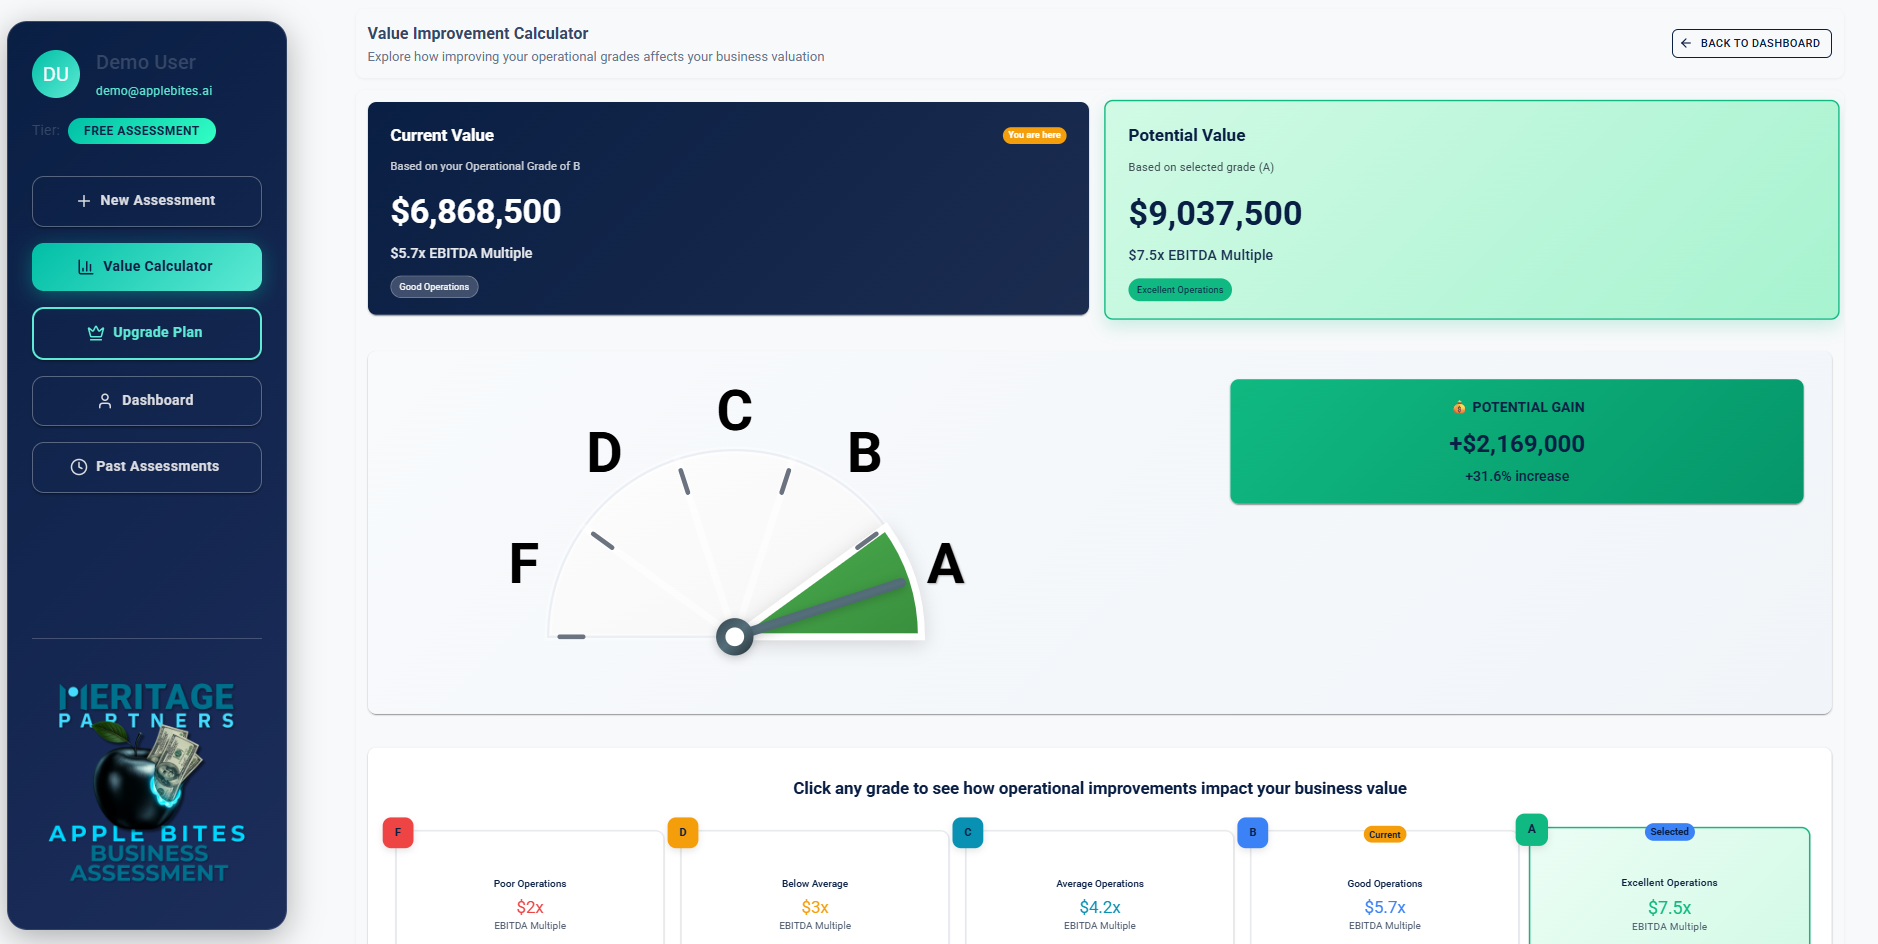 DU
Demo User
demo@applebites.ai
Tier:
FREE ASSESSMENT
New Assessment
Value Calculator
Upgrade Plan
Dashboard
Past Assessments
MERITAGE
PARTNERS
APPLE BITES
BUSINESS
ASSESSMENT
Value Improvement Calculator
Explore how improving your operational grades affects your business valuation
BACK TO DASHBOARD
Current Value
You are here
Based on your Operational Grade of B
$6,868,500
$5.7x EBITDA Multiple
Good Operations
Potential Value
Based on selected grade (A)
$9,037,500
$7.5x EBITDA Multiple
Excellent Operations
F
D
C
B
A
POTENTIAL GAIN
+$2,169,000
+31.6% increase
Click any grade to see how operational improvements impact your business value
F
Poor Operations
$2x
EBITDA Multiple
D
Below Average
$3x
EBITDA Multiple
C
Average Operations
$4.2x
EBITDA Multiple
B
Current
Good Operations
$5.7x
EBITDA Multiple
A
Selected
Excellent Operations
$7.5x
EBITDA Multiple